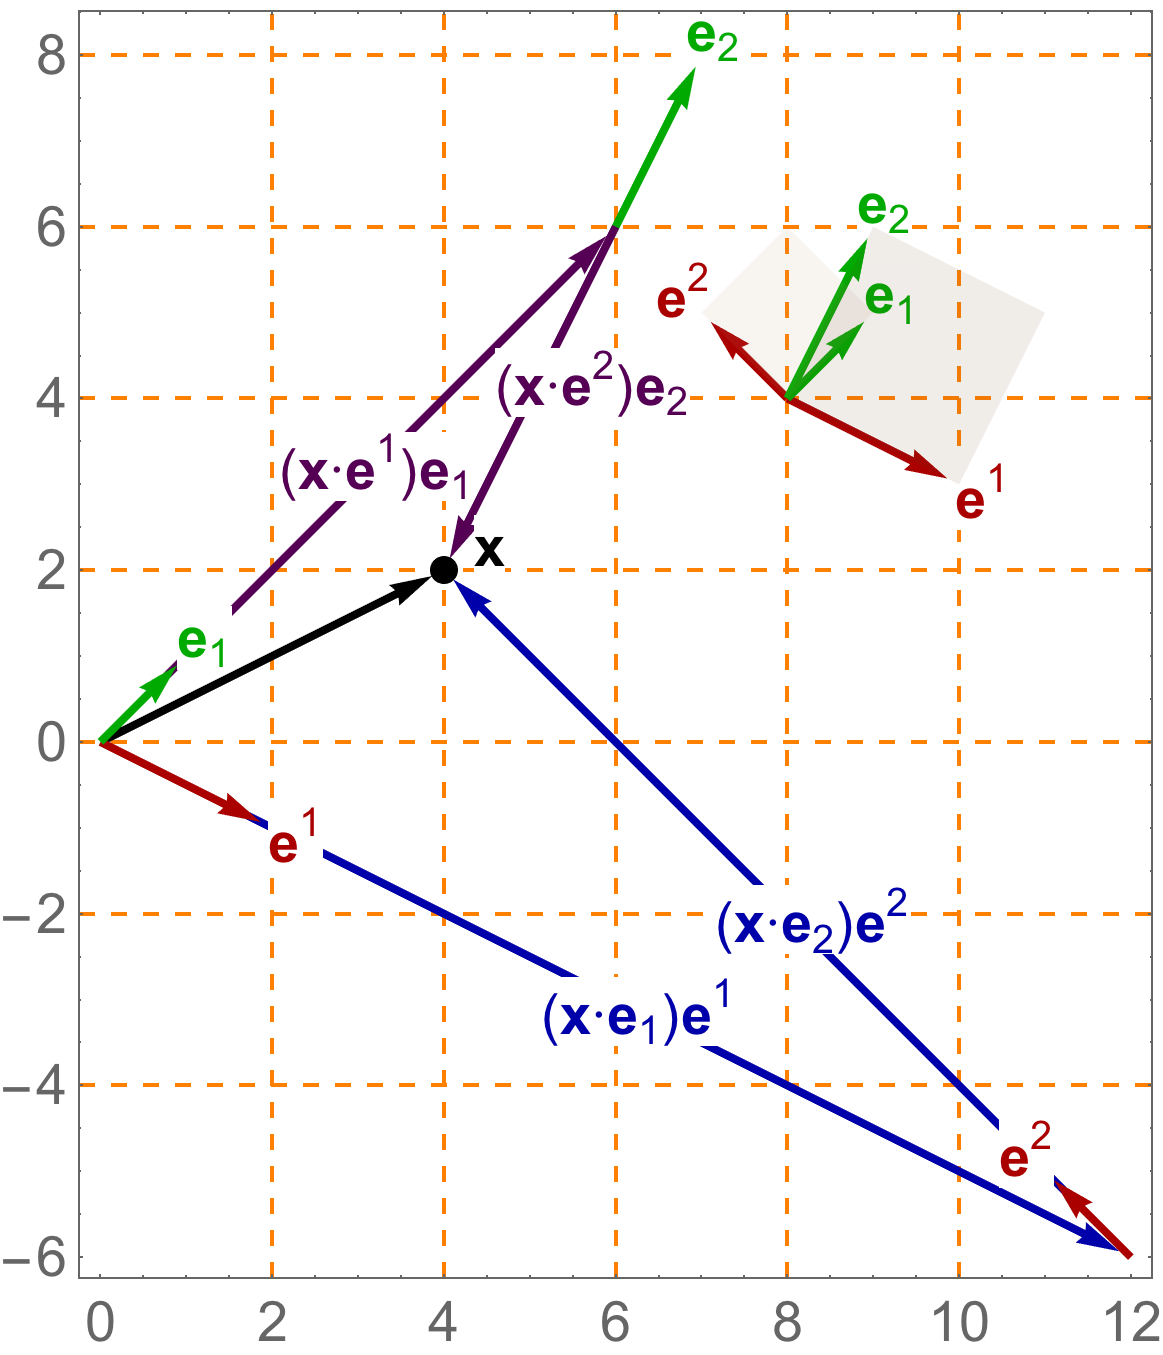 8
e₂
6
e₂
e²
e₁
4
(x·e²)e₂
(x·e¹)e₁
e¹
2
x
e₁
0
e¹
−2
(x·e₂)e²
(x·e₁)e¹
−4
e²
−6
0 2 4 6 8 10 12